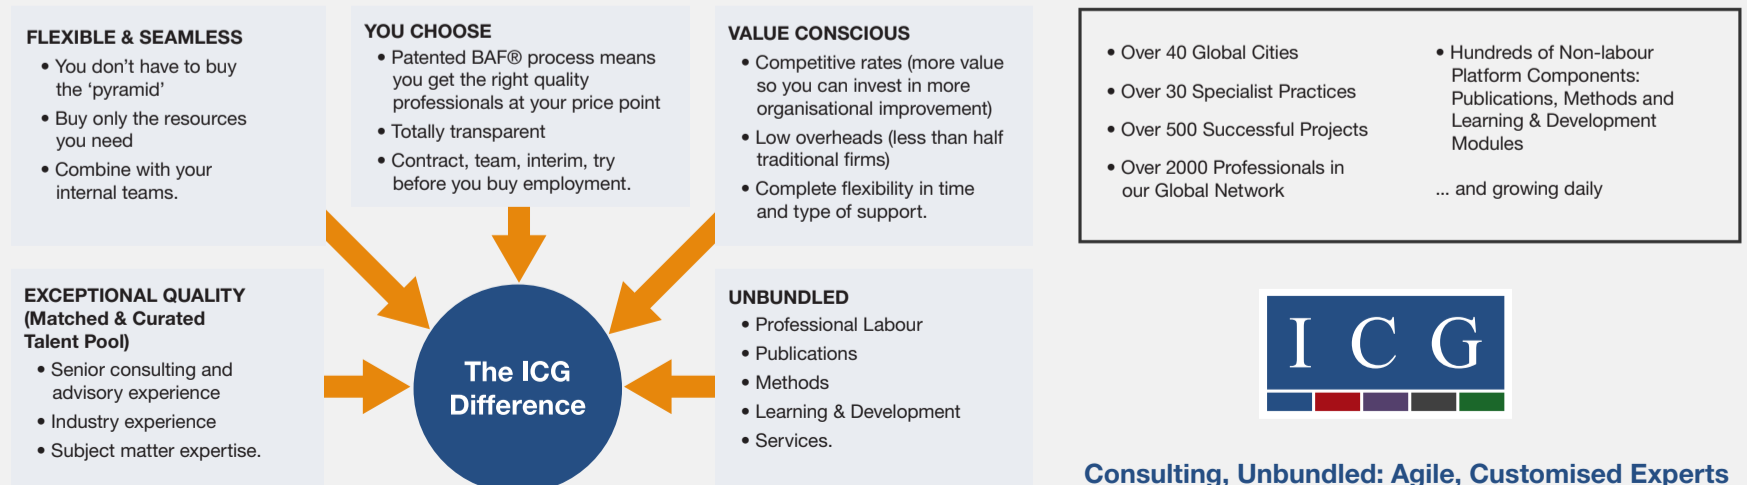 FLEXIBLE & SEAMLESS
• You don’t have to buy
the ‘pyramid’
• Buy only the resources
you need
• Combine with your
internal teams.
YOU CHOOSE
• Patented BAF® process means
you get the right quality
professionals at your price point
• Totally transparent
• Contract, team, interim, try
before you buy employment.
VALUE CONSCIOUS
• Competitive rates (more value
so you can invest in more
organisational improvement)
• Low overheads (less than half
traditional firms)
• Complete flexibility in time
and type of support.
EXCEPTIONAL QUALITY
(Matched & Curated
Talent Pool)
• Senior consulting and
advisory experience
• Industry experience
• Subject matter expertise.
The ICG
Difference
UNBUNDLED
• Professional Labour
• Publications
• Methods
• Learning & Development
• Services.
• Over 40 Global Cities
• Over 30 Specialist Practices
• Over 500 Successful Projects
• Over 2000 Professionals in
our Global Network
• Hundreds of Non-labour
Platform Components:
Publications, Methods and
Learning & Development
Modules
... and growing daily
I C G
Consulting, Unbundled: Agile, Customised Experts